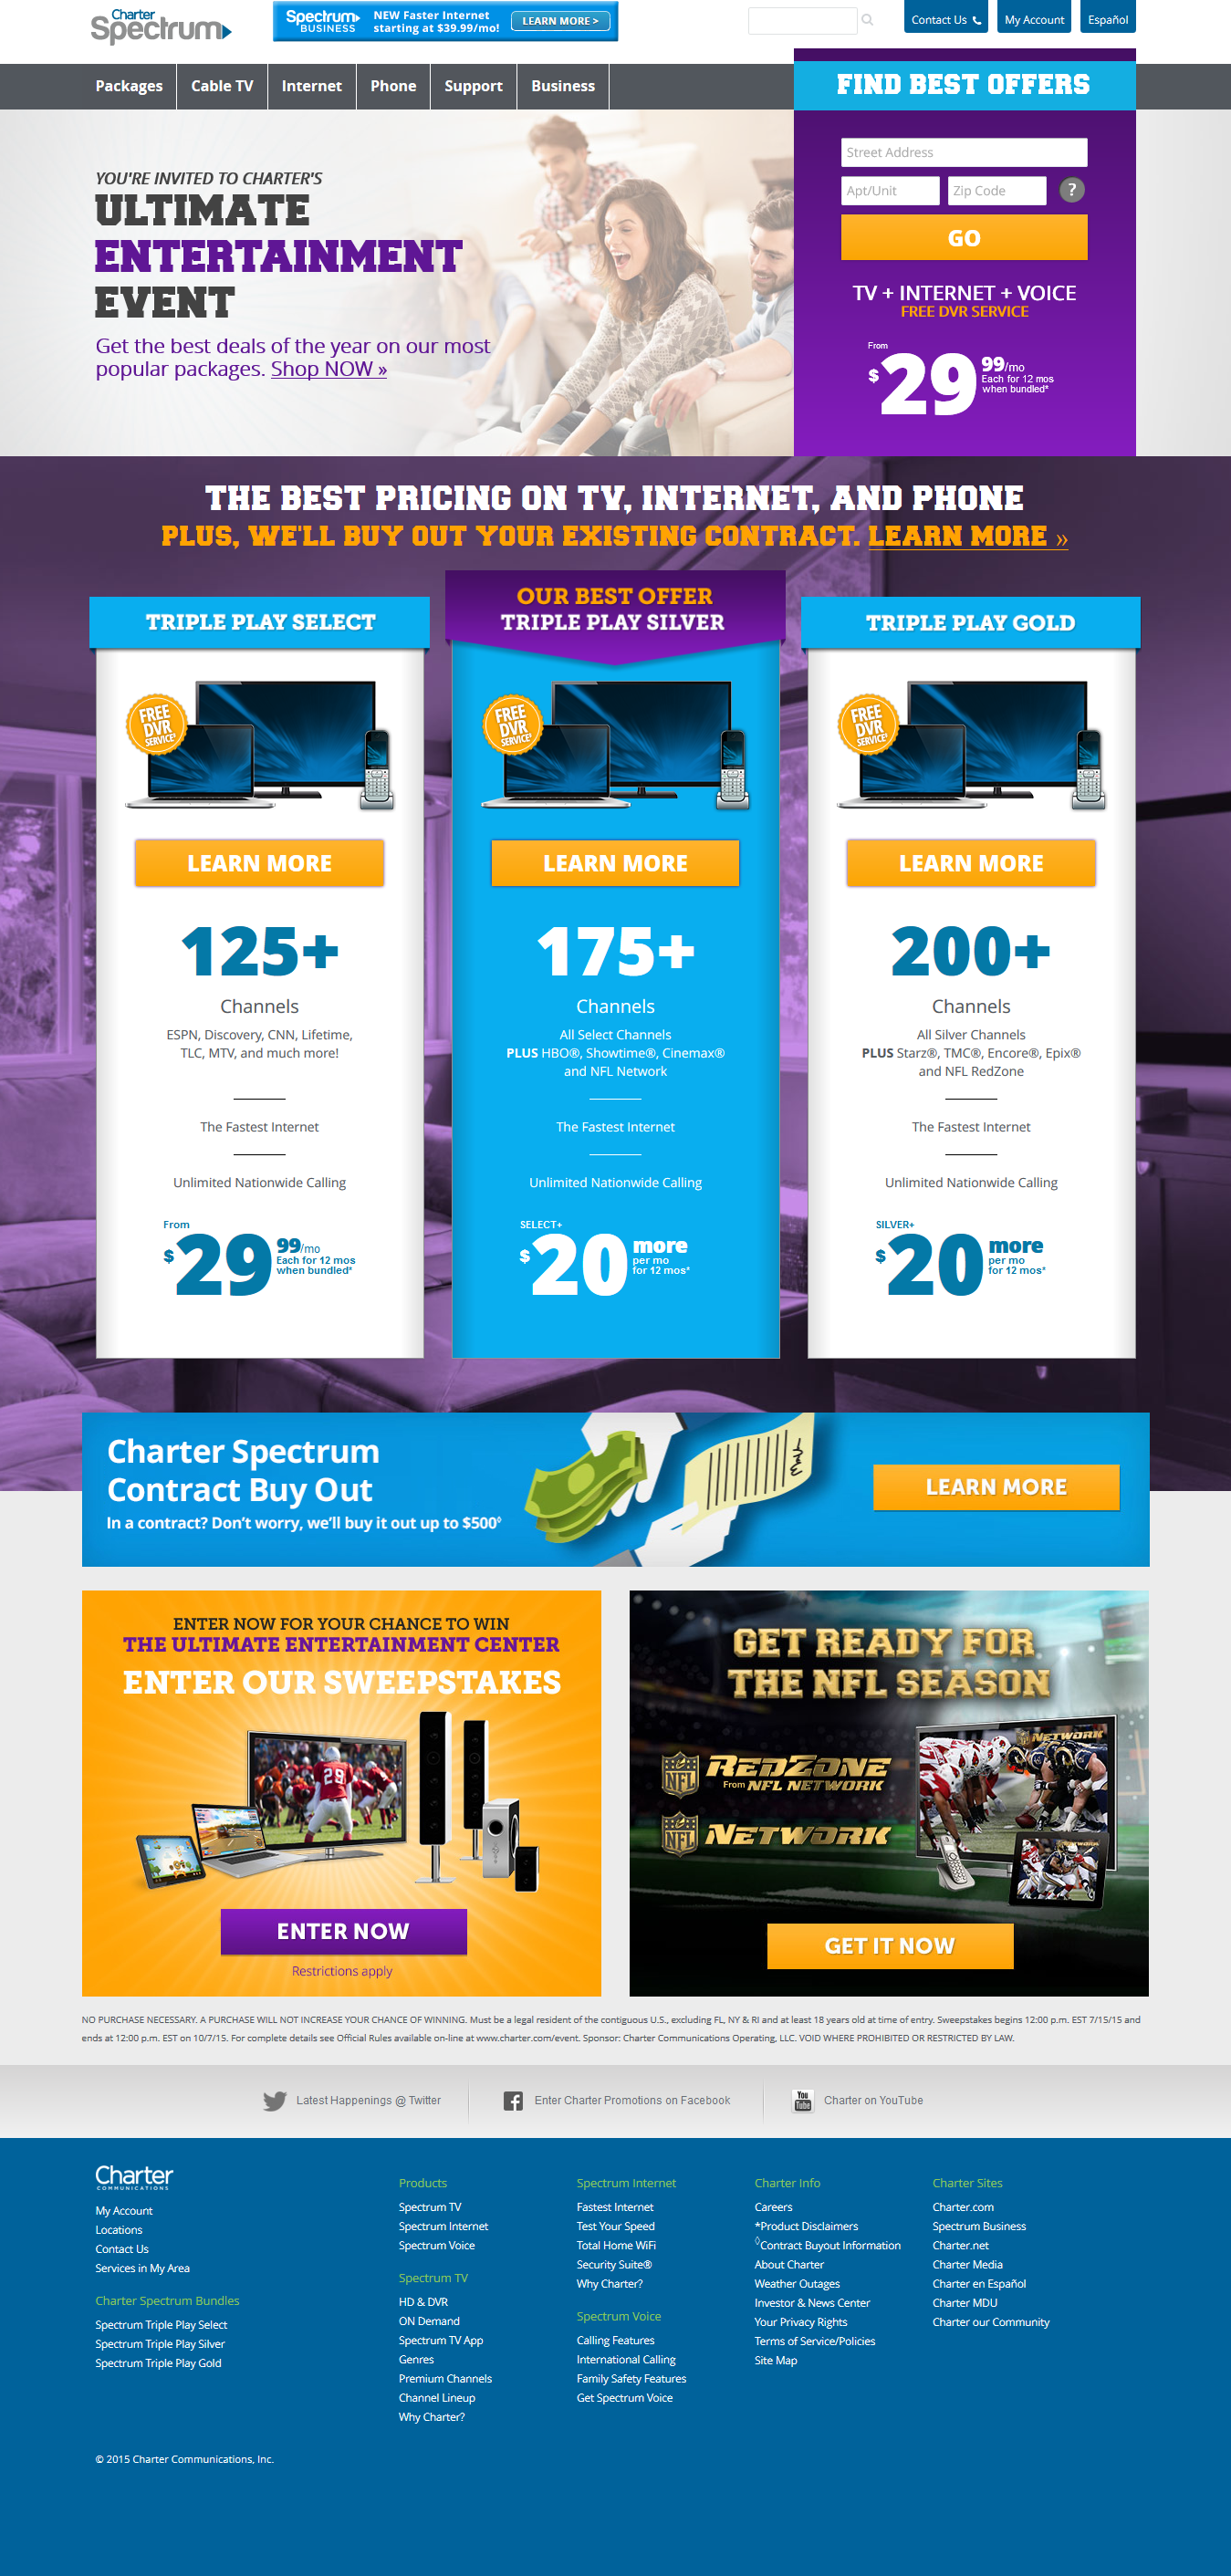 Charter
Spectrum
Spectrum
BUSINESS
NEW Faster Internet
starting at $39.99/mo!
LEARN MORE >
Contact Us
My Account
Español
Packages
Cable TV
Internet
Phone
Support
Business
FIND BEST OFFERS
Street Address
Apt/Unit
Zip Code
?
GO
TV + INTERNET + VOICE
FREE DVR SERVICE
From
$29 99/mo
Each for 12 mos
when bundled*
YOU'RE INVITED TO CHARTER'S
ULTIMATE
ENTERTAINMENT
EVENT
Get the best deals of the year on our most
popular packages. Shop NOW »
THE BEST PRICING ON TV, INTERNET, AND PHONE
PLUS, WE'LL BUY OUT YOUR EXISTING CONTRACT. LEARN MORE »
TRIPLE PLAY SELECT
FREE
DVR
SERVICE*
LEARN MORE
125+
Channels
ESPN, Discovery, CNN, Lifetime,
TLC, MTV, and much more!
The Fastest Internet
Unlimited Nationwide Calling
From
$29 99/mo
Each for 12 mos
when bundled*
OUR BEST OFFER
TRIPLE PLAY SILVER
FREE
DVR
SERVICE*
LEARN MORE
175+
Channels
All Select Channels
PLUS HBO®, Showtime®, Cinemax®
and NFL Network
The Fastest Internet
Unlimited Nationwide Calling
SELECT+
$20 more
per mo
for 12 mos*
TRIPLE PLAY GOLD
FREE
DVR
SERVICE*
LEARN MORE
200+
Channels
All Silver Channels
PLUS Starz®, TMC®, Encore®, Epix®
and NFL RedZone
The Fastest Internet
Unlimited Nationwide Calling
SILVER+
$20 more
per mo
for 12 mos*
Charter Spectrum
Contract Buy Out
In a contract? Don't worry, we'll buy it out up to $500◊
LEARN MORE
ENTER NOW FOR YOUR CHANCE TO WIN
THE ULTIMATE ENTERTAINMENT CENTER
ENTER OUR SWEEPSTAKES
29
ENTER NOW
Restrictions apply
GET READY FOR
THE NFL SEASON
NFL
REDZONE
From NFL NETWORK
NFL
NETWORK
NETWORK
NETWORK
GET IT NOW
NO PURCHASE NECESSARY. A PURCHASE WILL NOT INCREASE YOUR CHANCE OF WINNING. Must be a legal resident of the contiguous U.S., excluding FL, NY & RI and at least 18 years old at time of entry. Sweepstakes begins 12:00 p.m. EST 7/15/15 and
ends at 12:00 p.m. EST on 10/7/15. For complete details see Official Rules available on-line at www.charter.com/event. Sponsor: Charter Communications Operating, LLC. VOID WHERE PROHIBITED OR RESTRICTED BY LAW.
Latest Happenings @ Twitter
Enter Charter Promotions on Facebook
You
Tube
Charter on YouTube
Charter
COMMUNICATIONS
My Account
Locations
Contact Us
Services in My Area
Charter Spectrum Bundles
Spectrum Triple Play Select
Spectrum Triple Play Silver
Spectrum Triple Play Gold
Products
Spectrum TV
Spectrum Internet
Spectrum Voice
Spectrum TV
HD & DVR
ON Demand
Spectrum TV App
Genres
Premium Channels
Channel Lineup
Why Charter?
Spectrum Internet
Fastest Internet
Test Your Speed
Total Home WiFi
Security Suite®
Why Charter?
Spectrum Voice
Calling Features
International Calling
Family Safety Features
Get Spectrum Voice
Charter Info
Careers
*Product Disclaimers
◊Contract Buyout Information
About Charter
Weather Outages
Investor & News Center
Your Privacy Rights
Terms of Service/Policies
Site Map
Charter Sites
Charter.com
Spectrum Business
Charter.net
Charter Media
Charter en Español
Charter MDU
Charter our Community
© 2015 Charter Communications, Inc.